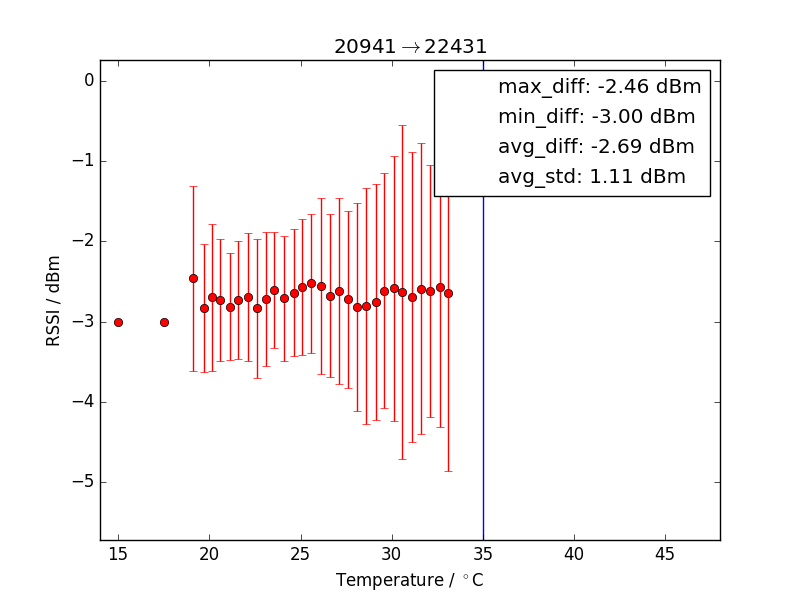 20941→22431
max_diff: -2.46 dBm
min_diff: -3.00 dBm
avg_diff: -2.69 dBm
avg_std: 1.11 dBm
RSSI / dBm
0
−1
−2
−3
−4
−5
15 20 25 30 35 40 45
Temperature / °C